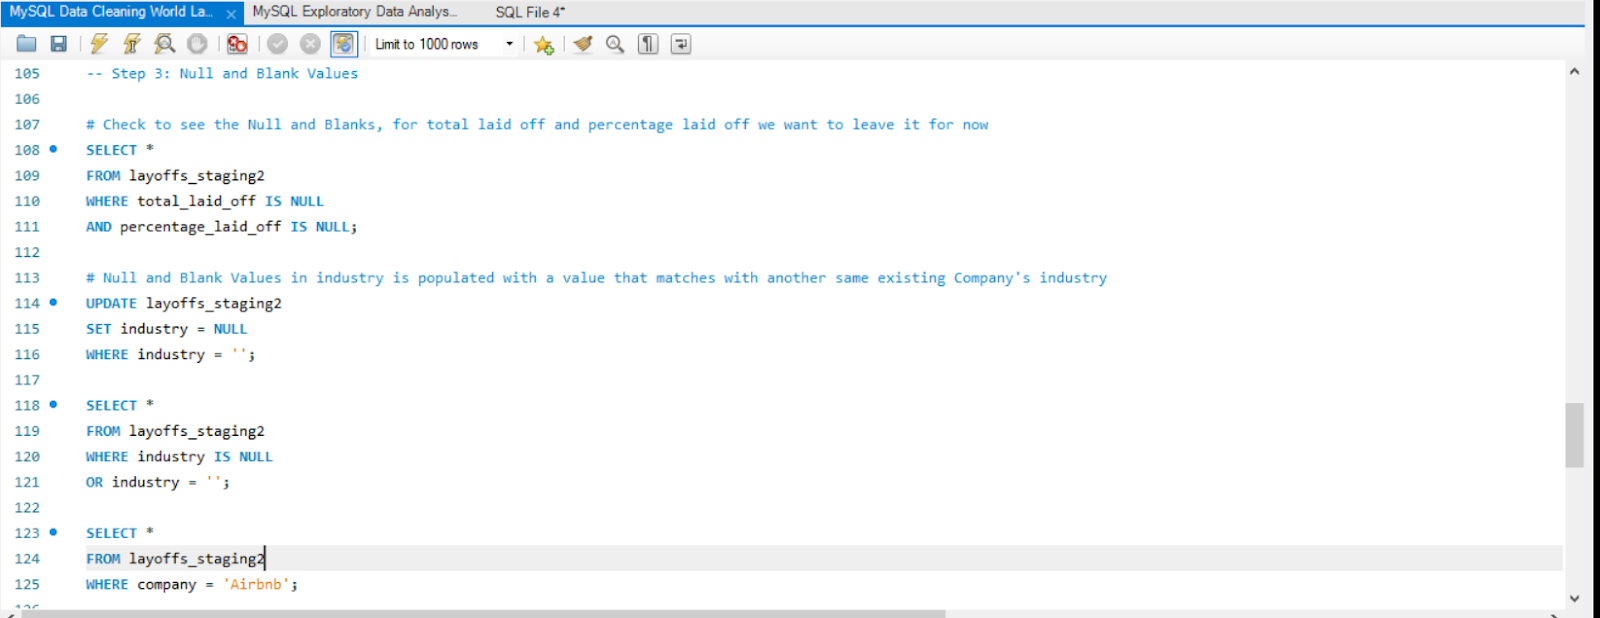 MySQL Data Cleaning World La...
MySQL Exploratory Data Analys...
SQL File 4*
Limit to 1000 rows
105 -- Step 3: Null and Blank Values
106
107 # Check to see the Null and Blanks, for total laid off and percentage laid off we want to leave it for now
108 SELECT *
109 FROM layoffs_staging2
110 WHERE total_laid_off IS NULL
111 AND percentage_laid_off IS NULL;
112
113 # Null and Blank Values in industry is populated with a value that matches with another same existing Company's industry
114 UPDATE layoffs_staging2
115 SET industry = NULL
116 WHERE industry = '';
117
118 SELECT *
119 FROM layoffs_staging2
120 WHERE industry IS NULL
121 OR industry = '';
122
123 SELECT *
124 FROM layoffs_staging2
125 WHERE company = 'Airbnb';